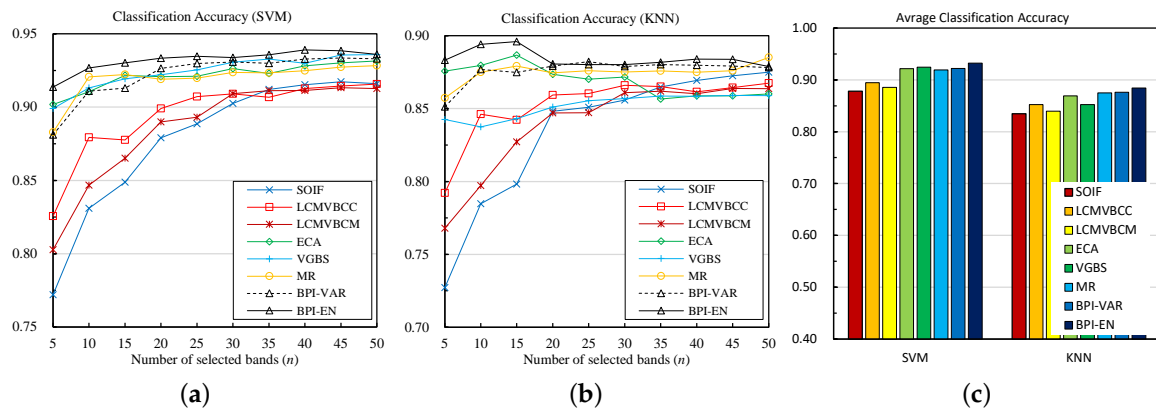 Classification Accuracy (SVM)
0.95
0.90
0.85
0.80
0.75
5 10 15 20 25 30 35 40 45 50
Number of selected bands (n)
SOIF
LCMVBCC
LCMVBCM
ECA
VGBS
MR
BPI-VAR
BPI-EN
(a)
Classification Accuracy (KNN)
0.90
0.85
0.80
0.75
0.70
5 10 15 20 25 30 35 40 45 50
Number of selected bands (n)
SOIF
LCMVBCC
LCMVBCM
ECA
VGBS
MR
BPI-VAR
BPI-EN
(b)
Avrage Classification Accuracy
1.00
0.90
0.80
0.70
0.60
0.50
0.40
SVM KNN
SOIF
LCMVBCC
LCMVBCM
ECA
VGBS
MR
BPI-VAR
BPI-EN
(c)